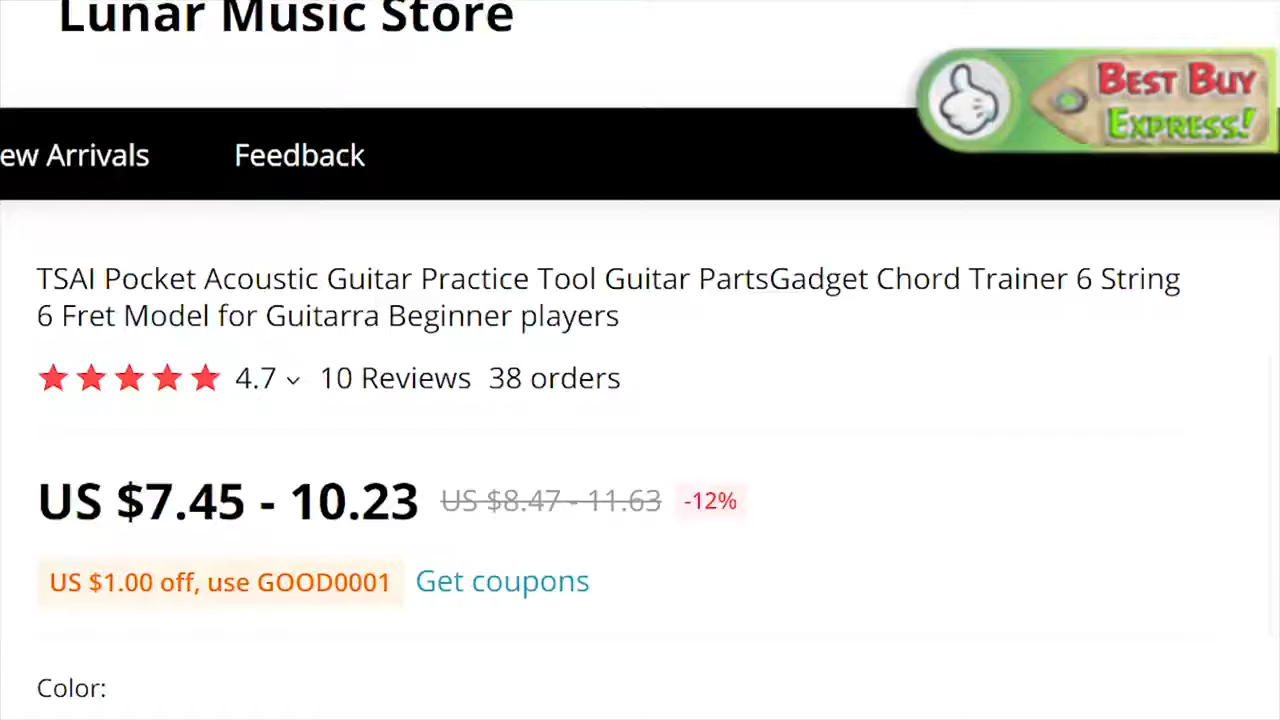 Lunar Music Store
BEST BUY
EXPRESS!
ew Arrivals Feedback
TSAI Pocket Acoustic Guitar Practice Tool Guitar PartsGadget Chord Trainer 6 String
6 Fret Model for Guitarra Beginner players
4.7 10 Reviews 38 orders
US $7.45 - 10.23 US $8.47 - 11.63 -12%
US $1.00 off, use GOOD0001 Get coupons
Color: